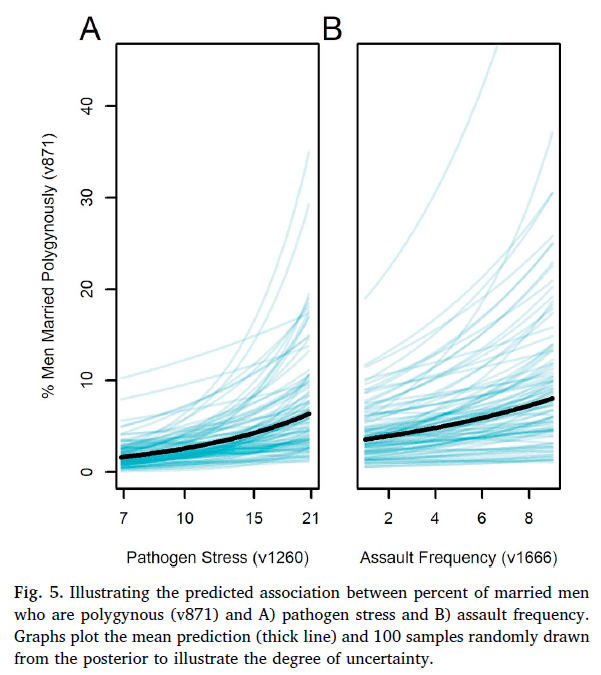 A
B
% Men Married Polygynously (v871)
0
10
20
30
40
7
10
15
21
2
4
6
8
Pathogen Stress (v1260)
Assault Frequency (v1666)
Fig. 5. Illustrating the predicted association between percent of married men
who are polygynous (v871) and A) pathogen stress and B) assault frequency.
Graphs plot the mean prediction (thick line) and 100 samples randomly drawn
from the posterior to illustrate the degree of uncertainty.